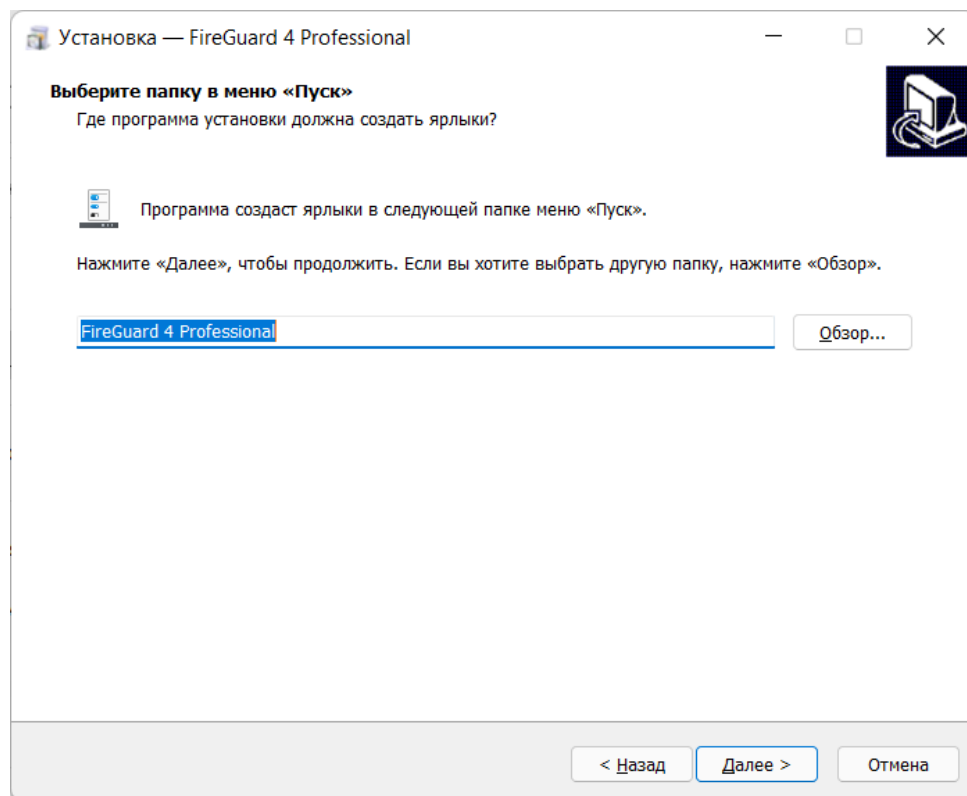 Установка — FireGuard 4 Professional
Выберите папку в меню «Пуск»
Где программа установки должна создать ярлыки?
Программа создаст ярлыки в следующей папке меню «Пуск».
Нажмите «Далее», чтобы продолжить. Если вы хотите выбрать другую папку, нажмите «Обзор».
FireGuard 4 Professional
Обзор...
< Назад
Далее >
Отмена